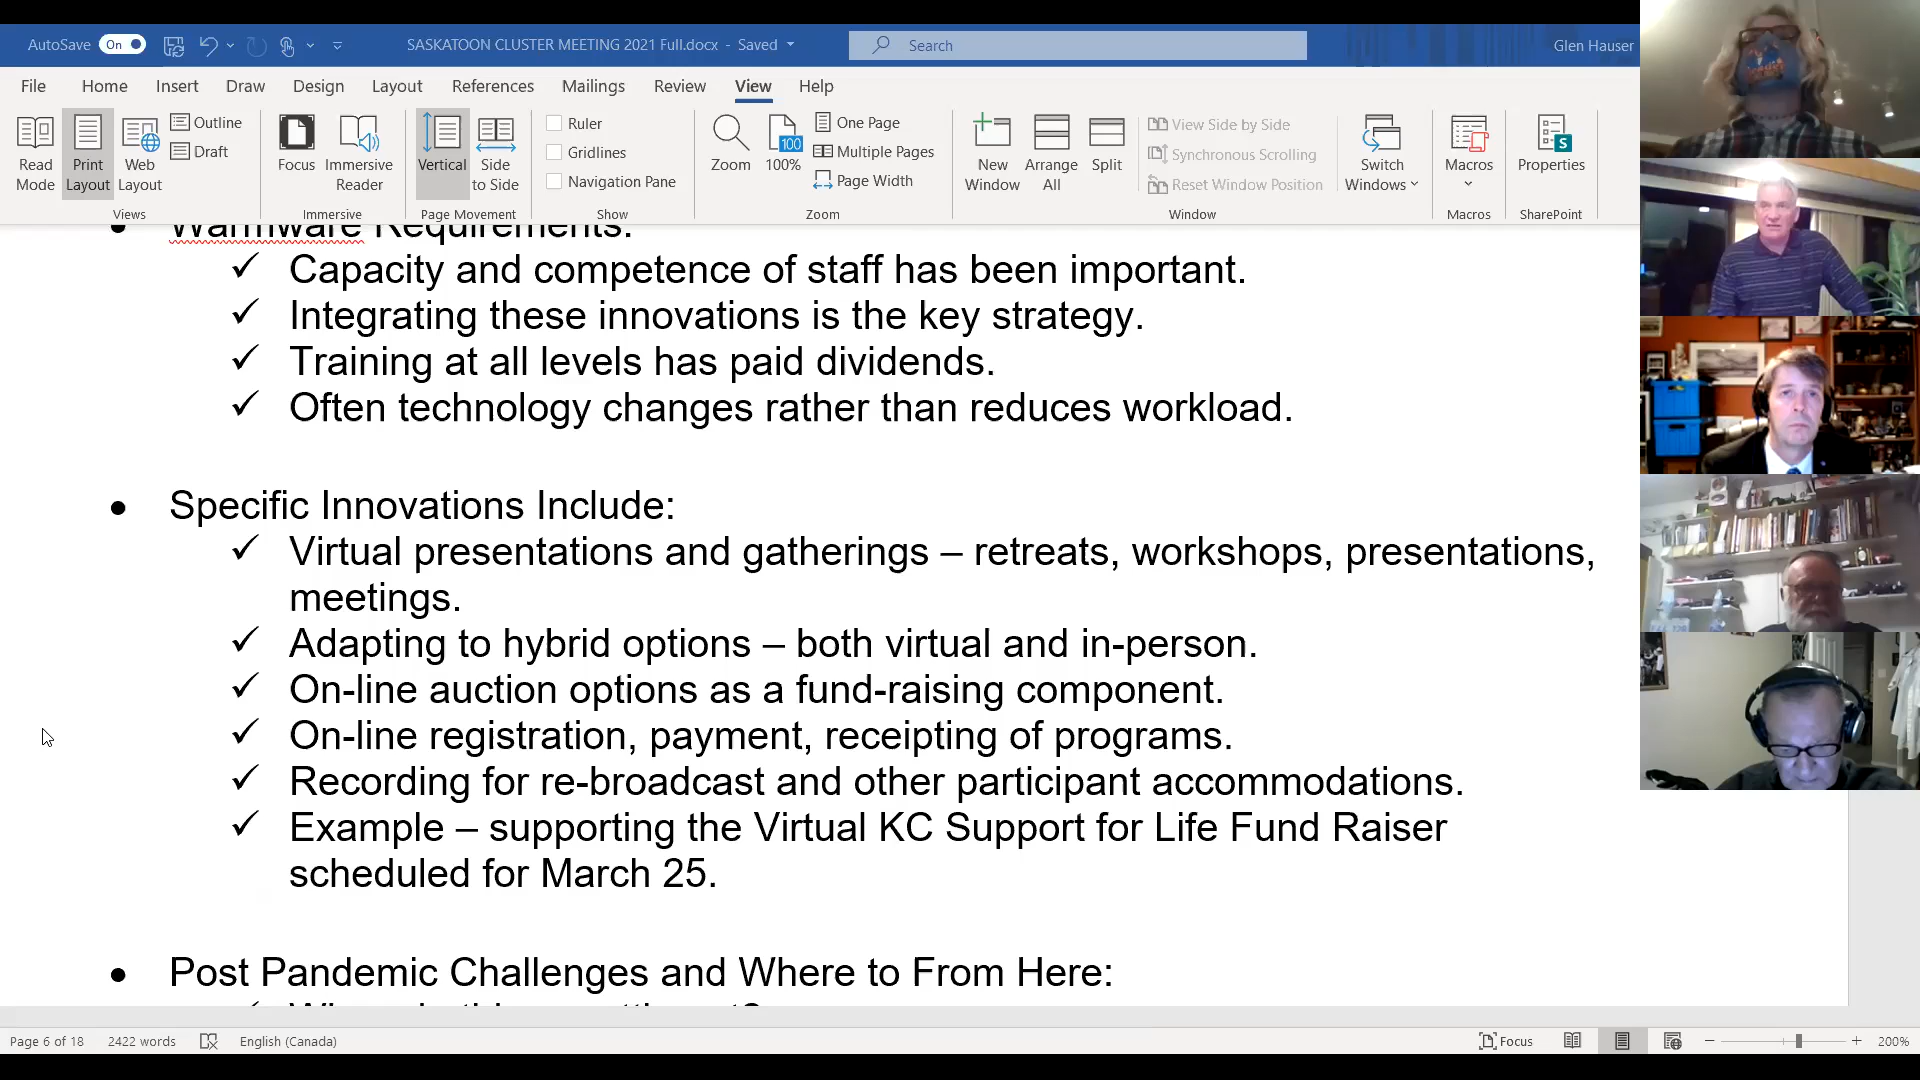 AutoSave On SASKATOON CLUSTER MEETING 2021 Full.docx - Saved Search Glen Hauser
File Home Insert Draw Design Layout References Mailings Review View Help
Read Mode
Print Layout
Web Layout
Outline
Draft
Views
Focus
Immersive Reader
Immersive
Vertical
Side to Side
Page Movement
Ruler
Gridlines
Navigation Pane
Show
Zoom
100
100%
One Page
Multiple Pages
Page Width
Zoom
New Window
Arrange All
Split
View Side by Side
Synchronous Scrolling
Reset Window Position
Switch Windows
Window
Macros
Macros
S
Properties
SharePoint
• Warmware Requirements:
✓ Capacity and competence of staff has been important.
✓ Integrating these innovations is the key strategy.
✓ Training at all levels has paid dividends.
✓ Often technology changes rather than reduces workload.
• Specific Innovations Include:
✓ Virtual presentations and gatherings – retreats, workshops, presentations,
meetings.
✓ Adapting to hybrid options – both virtual and in-person.
✓ On-line auction options as a fund-raising component.
✓ On-line registration, payment, receipting of programs.
✓ Recording for re-broadcast and other participant accommodations.
✓ Example – supporting the Virtual KC Support for Life Fund Raiser
scheduled for March 25.
• Post Pandemic Challenges and Where to From Here:
Page 6 of 18 2422 words English (Canada) Focus 200%